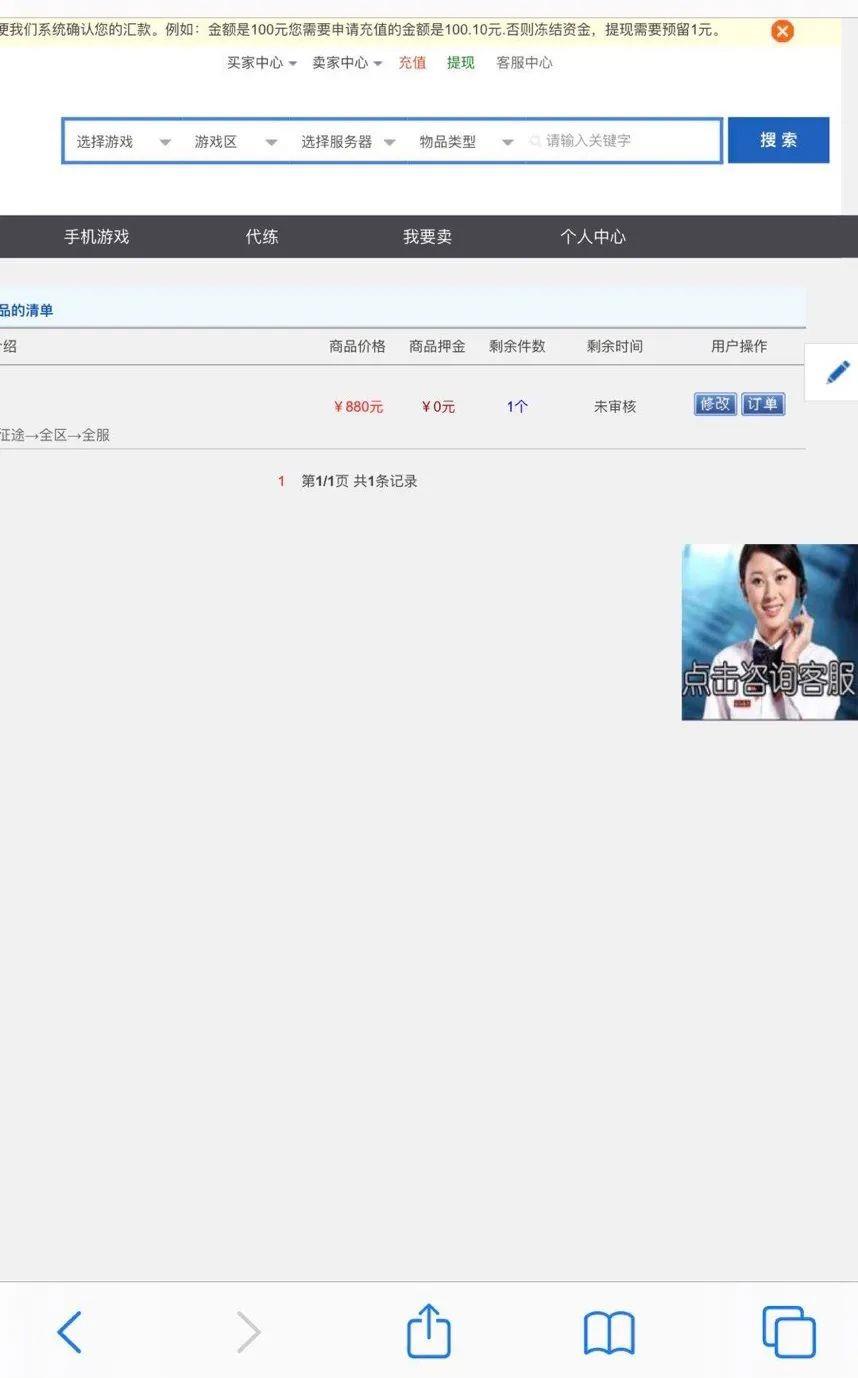 便我们系统确认您的汇款。例如：金额是100元您需要申请充值的金额是100.10元.否则冻结资金，提现需要预留1元。
买家中心 卖家中心 充值 提现 客服中心
选择游戏 游戏区 选择服务器 物品类型 请输入关键字 搜 索
手机游戏 代练 我要卖 个人中心
品的清单
绍 商品价格 商品押金 剩余件数 剩余时间 用户操作
￥880元 ￥0元 1个 未审核 修改 订单
征途→全区→全服
1 第1/1页 共1条记录
点击咨询客服